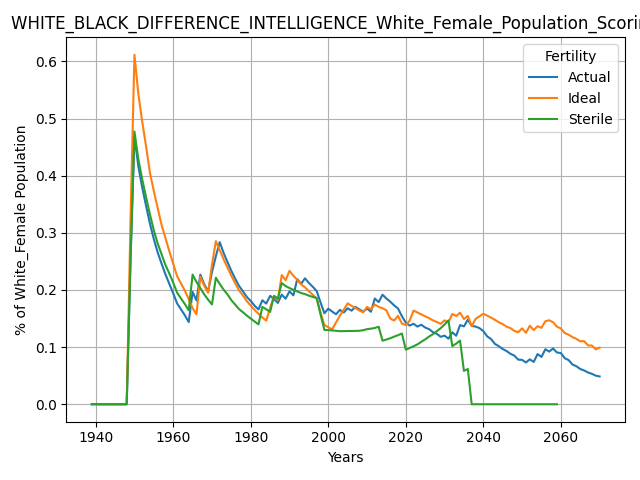 WHITE_BLACK_DIFFERENCE_INTELLIGENCE_White_Female_Population_Scorin
Fertility
Actual
Ideal
Sterile
% of White_Female Population
0.6
0.5
0.4
0.3
0.2
0.1
0.0
1940 1960 1980 2000 2020 2040 2060
Years